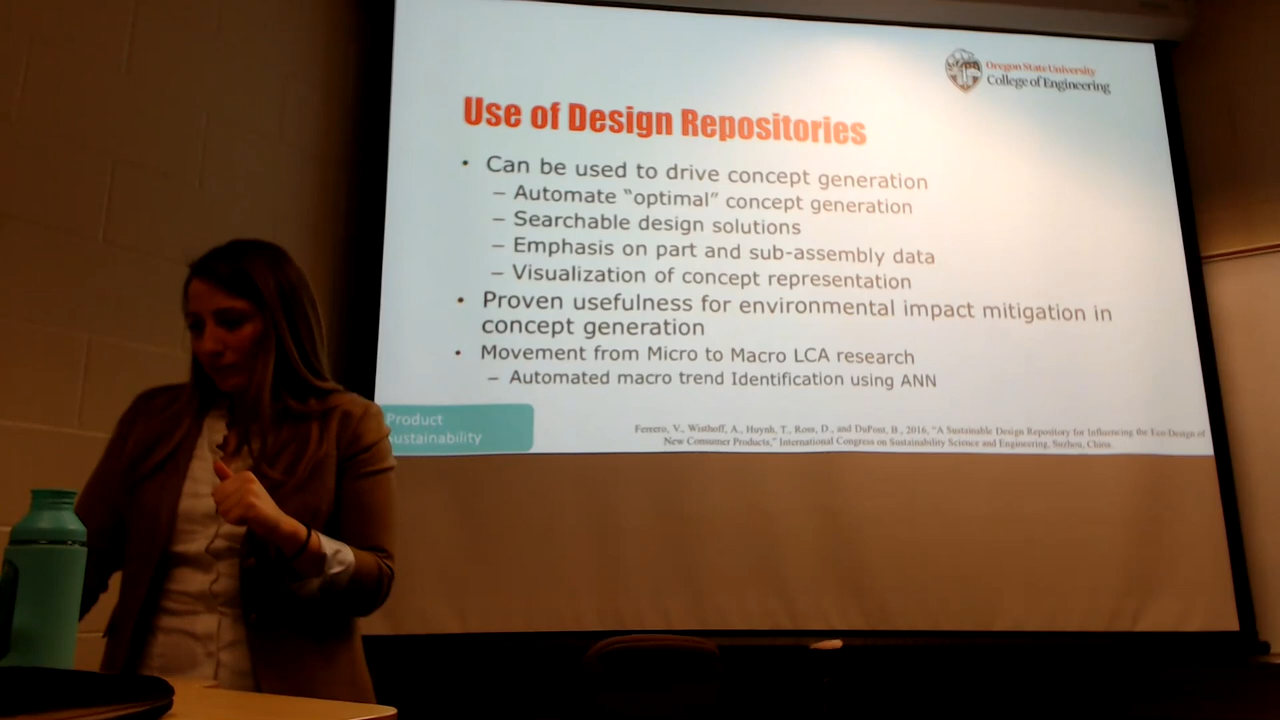 Oregon State University
College of Engineering
Use of Design Repositories
• Can be used to drive concept generation
– Automate “optimal” concept generation
– Searchable design solutions
– Emphasis on part and sub-assembly data
– Visualization of concept representation
• Proven usefulness for environmental impact mitigation in
concept generation
• Movement from Micro to Macro LCA research
– Automated macro trend Identification using ANN
Product
Sustainability
Ferrero, V., Wisthoff, A., Huynh, T., Ross, D., and DuPont, B., 2016, “A Sustainable Design Repository for Influencing the Eco-Design of
New Consumer Products,” International Congress on Sustainability Science and Engineering, Suzhou, China.